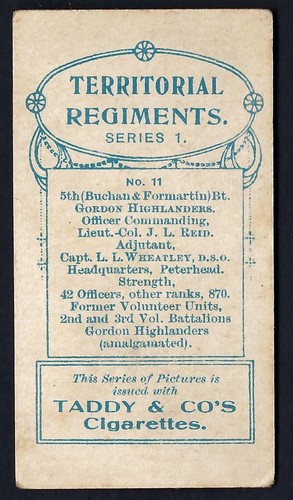 TERRITORIAL
REGIMENTS.
SERIES 1.
No. 11
5th (Buchan & Formartin) Bt.
GORDON HIGHLANDERS.
Officer Commanding,
Lieut.-Col. J. L. REID.
Adjutant,
Capt. L. L. WHEATLEY, D.S.O.
Headquarters, Peterhead.
Strength,
42 Officers, other ranks, 870.
Former Volunteer Units,
2nd and 3rd Vol. Battalions
Gordon Highlanders
(amalgamated).
This Series of Pictures is
issued with
TADDY & CO'S
Cigarettes.